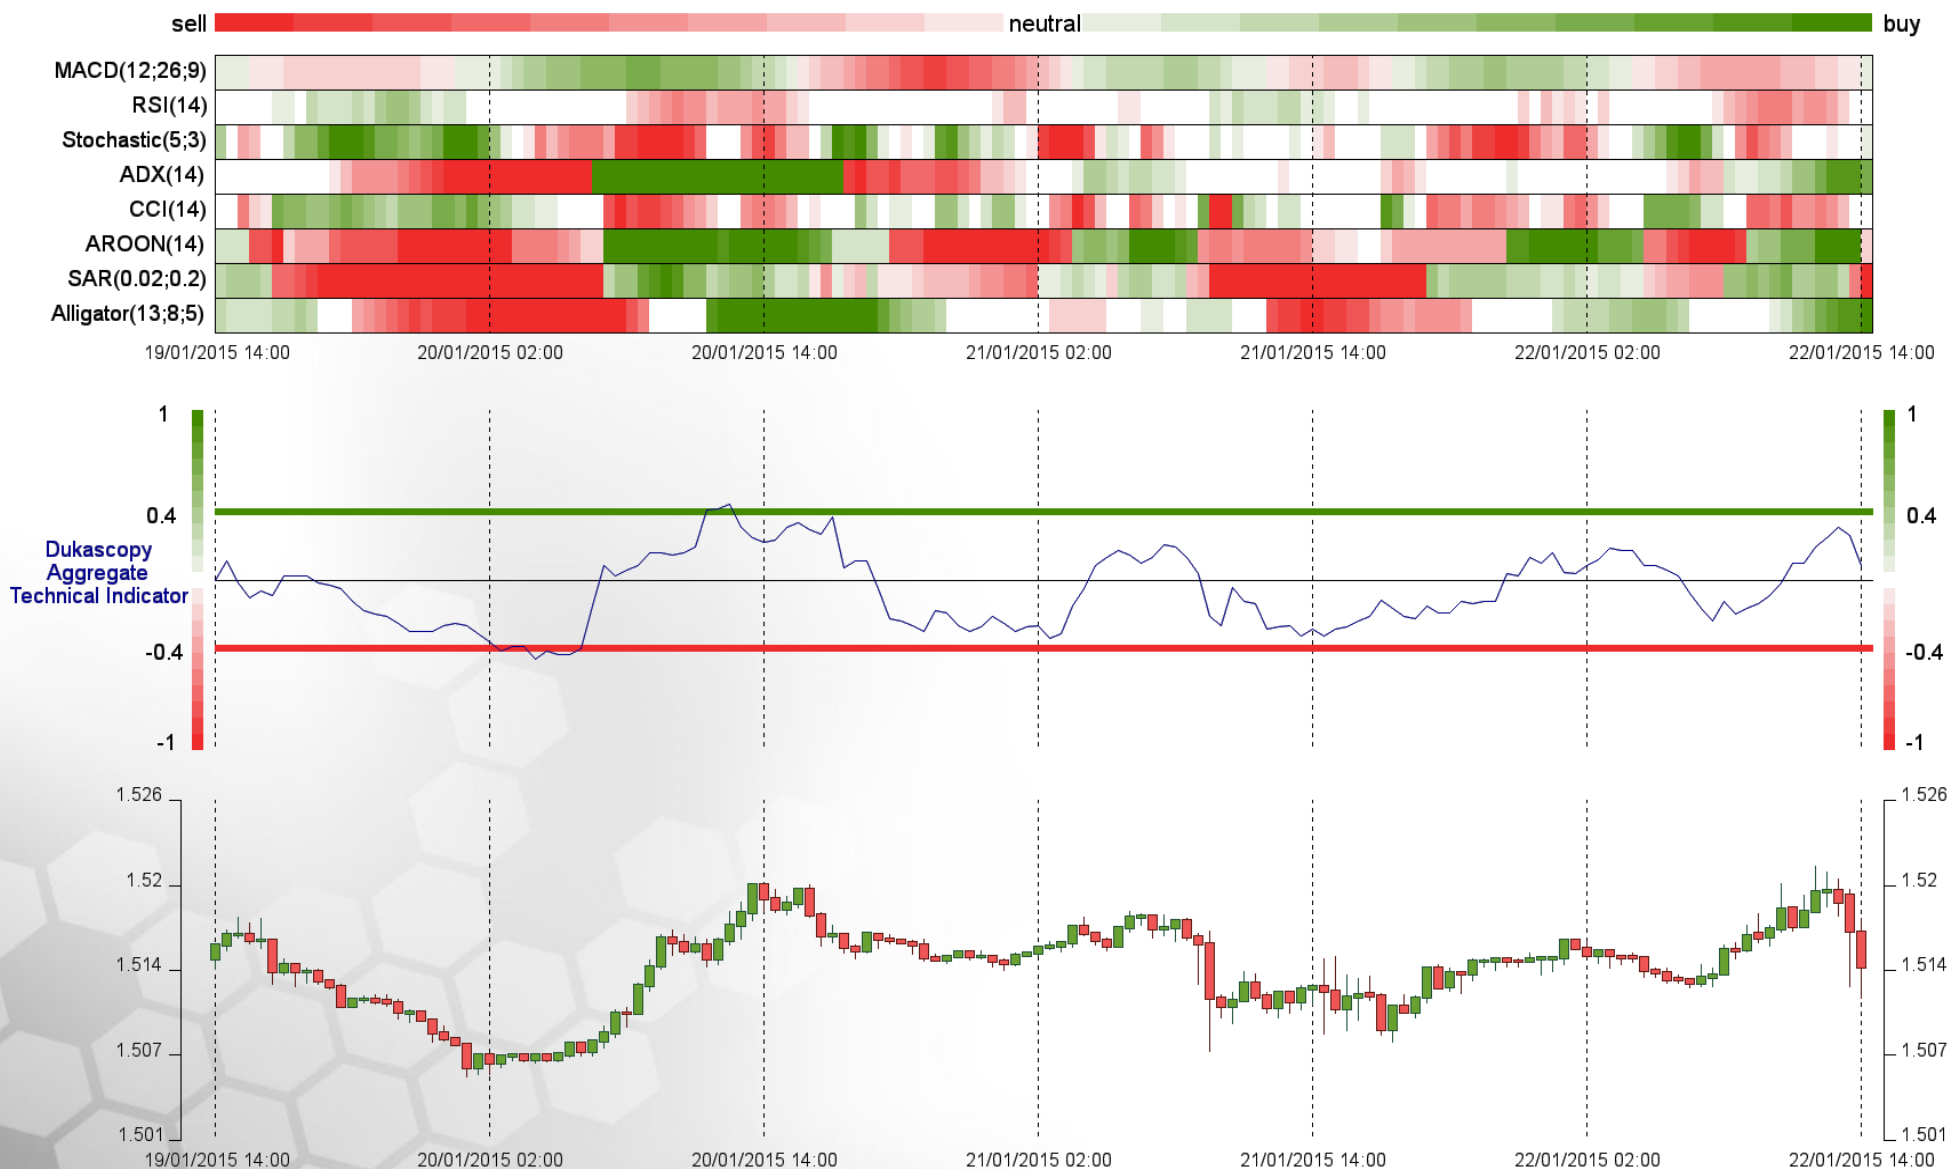 sell neutral buy
MACD(12;26;9)
RSI(14)
Stochastic(5;3)
ADX(14)
CCI(14)
AROON(14)
SAR(0.02;0.2)
Alligator(13;8;5)
19/01/2015 14:00 20/01/2015 02:00 20/01/2015 14:00 21/01/2015 02:00 21/01/2015 14:00 22/01/2015 02:00 22/01/2015 14:00
1 1
0.4 0.4
Dukascopy
Aggregate
Technical Indicator
-0.4 -0.4
-1 -1
1.526 1.526
1.52 1.52
1.514 1.514
1.507 1.507
1.501 1.501
19/01/2015 14:00 20/01/2015 02:00 20/01/2015 14:00 21/01/2015 02:00 21/01/2015 14:00 22/01/2015 02:00 22/01/2015 14:00